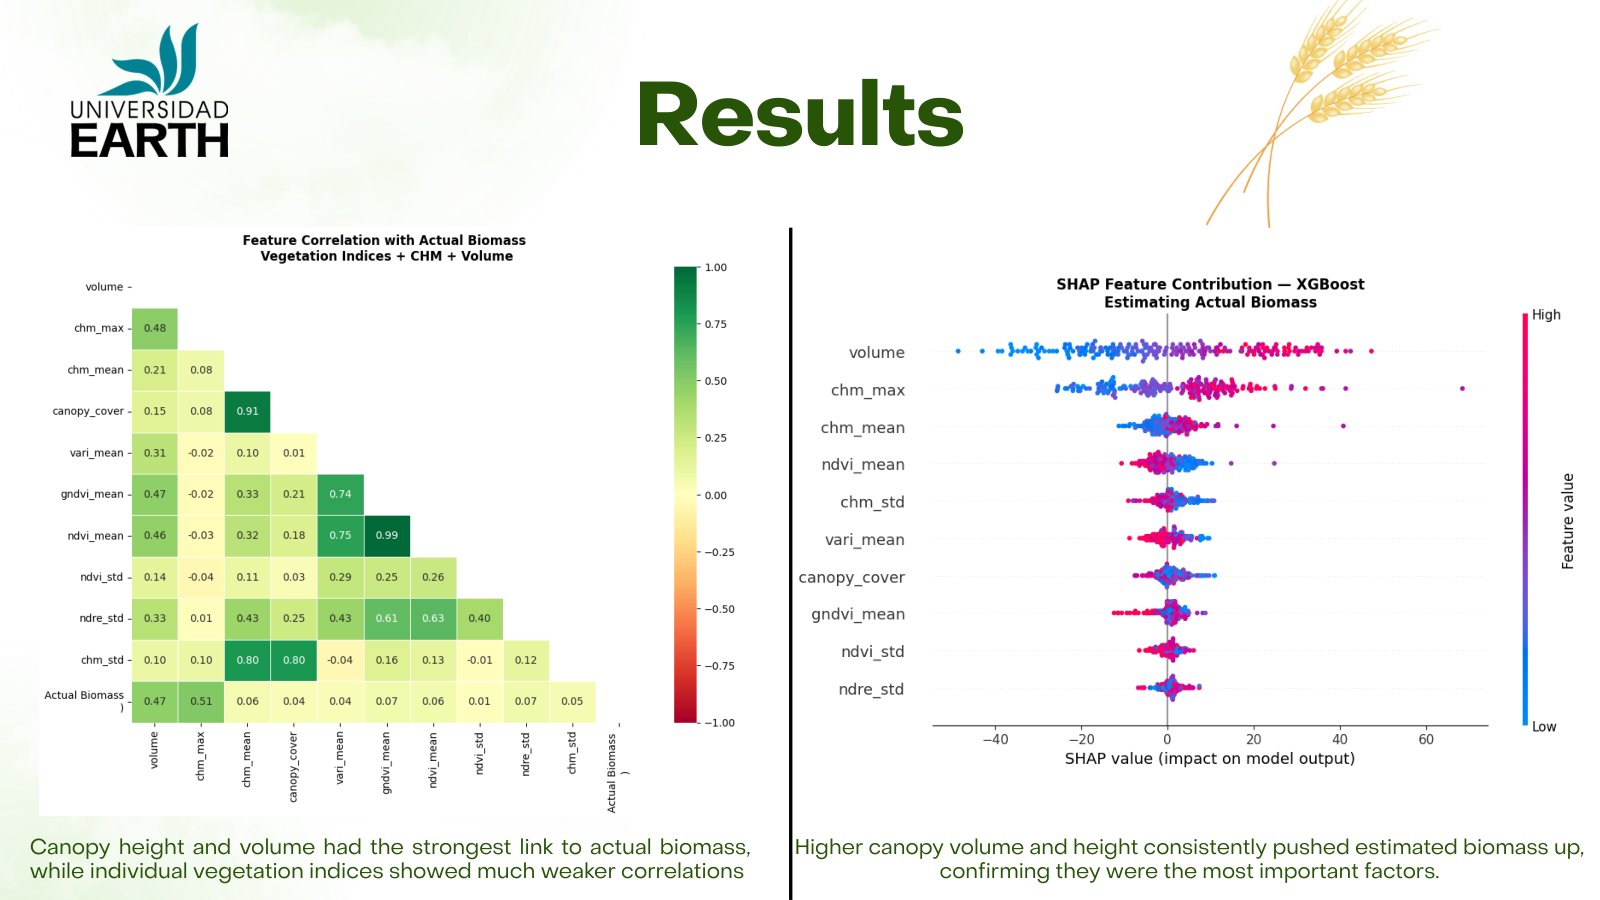 UNIVERSIDAD
EARTH
Results
Feature Correlation with Actual Biomass
Vegetation Indices + CHM + Volume
volume
chm_max 0.48
chm_mean 0.21 0.08
canopy_cover 0.15 0.08 0.91
vari_mean 0.31 -0.02 0.10 0.01
gndvi_mean 0.47 -0.02 0.33 0.21 0.74
ndvi_mean 0.46 -0.03 0.32 0.18 0.75 0.99
ndvi_std 0.14 -0.04 0.11 0.03 0.29 0.25 0.26
ndre_std 0.33 0.01 0.43 0.25 0.43 0.61 0.63 0.40
chm_std 0.10 0.10 0.80 0.80 -0.04 0.16 0.13 -0.01 0.12
Actual Biomass
) 0.47 0.51 0.06 0.04 0.04 0.07 0.06 0.01 0.07 0.05
volume
chm_max
chm_mean
canopy_cover
vari_mean
gndvi_mean
ndvi_mean
ndvi_std
ndre_std
chm_std
Actual Biomass
)
1.00
0.75
0.50
0.25
0.00
−0.25
−0.50
−0.75
−1.00
Canopy height and volume had the strongest link to actual biomass,
while individual vegetation indices showed much weaker correlations
SHAP Feature Contribution — XGBoost
Estimating Actual Biomass
volume
chm_max
chm_mean
ndvi_mean
chm_std
vari_mean
canopy_cover
gndvi_mean
ndvi_std
ndre_std
−40 −20 0 20 40 60
SHAP value (impact on model output)
High
Feature value
Low
Higher canopy volume and height consistently pushed estimated biomass up,
confirming they were the most important factors.